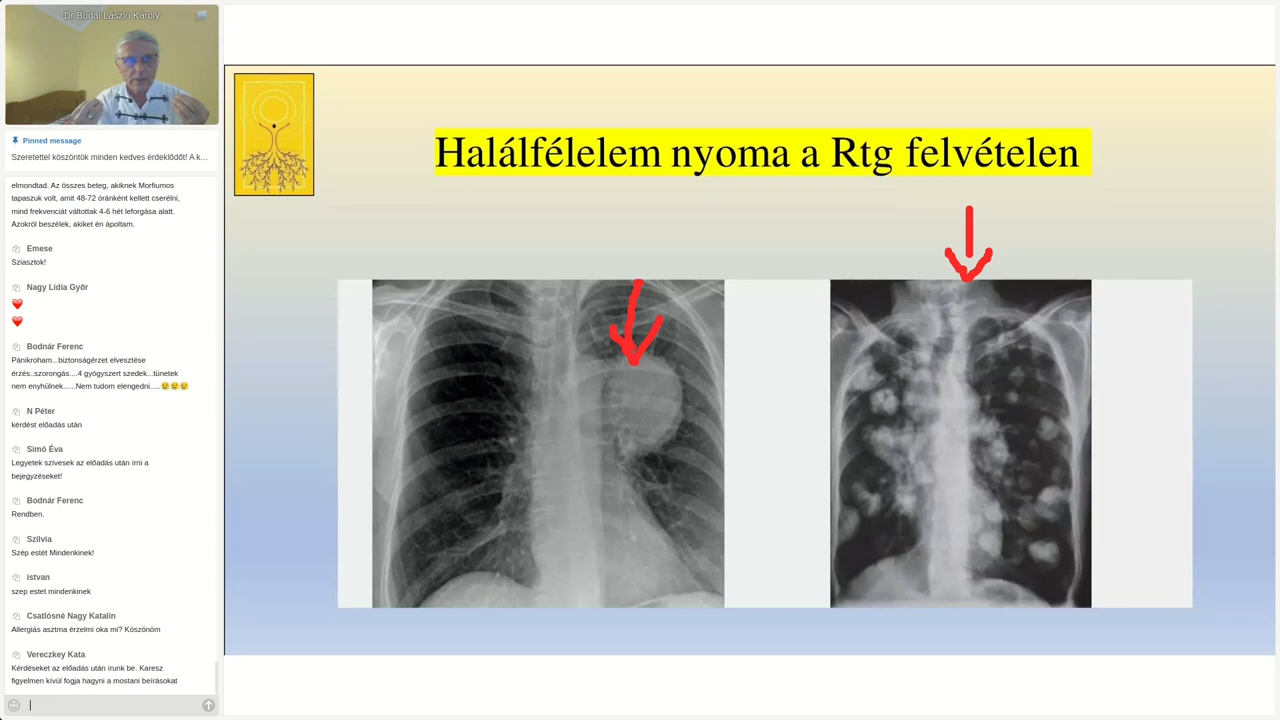 Dr Budai László Károly
Pinned message
Szeretettel köszöntök minden kedves érdeklődőt! A k…
elmondtad. Az összes beteg, akiknek Morfiumos
tapaszuk volt, amit 48-72 óránként kellett cserélni,
mind frekvenciát váltottak 4-6 hét leforgása alatt.
Azokról beszélek, akiket én ápoltam.
Emese
Sziasztok!
Nagy Lídia Győr
Bodnár Ferenc
Pánikroham...biztonságérzet elvesztése
érzés..szorongás....4 gyógyszert szedek...tünetek
nem enyhülnek......Nem tudom elengedni.....😢😢😢
N Péter
kérdést előadás után
Simó Éva
Legyetek szívesek az előadás után írni a
bejegyzéseket!
Bodnár Ferenc
Rendben.
Szilvia
Szép estét Mindenkinek!
istvan
szep estet mindenkinek
Csatlósné Nagy Katalin
Allergiás asztma érzelmi oka mi? Köszönöm
Vereczkey Kata
Kérdéseket az előadás után írunk be. Karesz
figyelmen kívül fogja hagyni a mostani beírásokat
Halálfélelem nyoma a Rtg felvételen